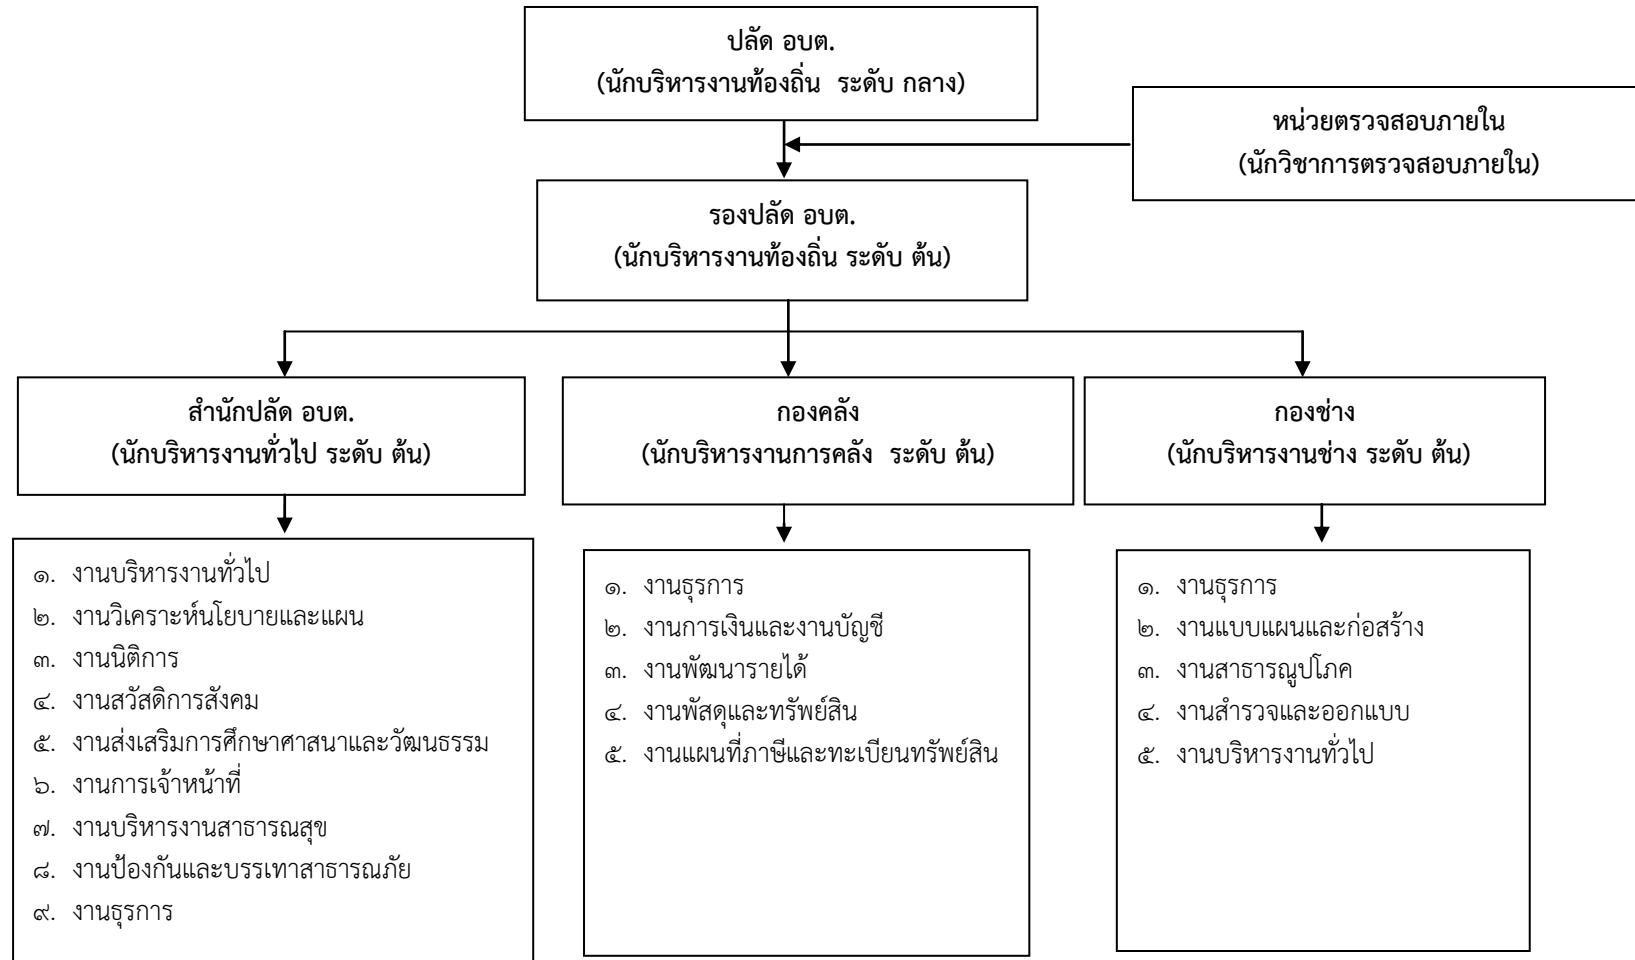 ปลัด อบต.
(นักบริหารงานท้องถิ่น ระดับ กลาง)
หน่วยตรวจสอบภายใน
(นักวิชาการตรวจสอบภายใน)
รองปลัด อบต.
(นักบริหารงานท้องถิ่น ระดับ ต้น)
สำนักปลัด อบต.
(นักบริหารงานทั่วไป ระดับ ต้น)
กองคลัง
(นักบริหารงานการคลัง ระดับ ต้น)
กองช่าง
(นักบริหารงานช่าง ระดับ ต้น)
๑. งานบริหารงานทั่วไป
๒. งานวิเคราะห์นโยบายและแผน
๓. งานนิติการ
๔. งานสวัสดิการสังคม
๕. งานส่งเสริมการศึกษาศาสนาและวัฒนธรรม
๖. งานการเจ้าหน้าที่
๗. งานบริหารงานสาธารณสุข
๘. งานป้องกันและบรรเทาสาธารณภัย
๙. งานธุรการ
๑. งานธุรการ
๒. งานการเงินและงานบัญชี
๓. งานพัฒนารายได้
๔. งานพัสดุและทรัพย์สิน
๕. งานแผนที่ภาษีและทะเบียนทรัพย์สิน
๑. งานธุรการ
๒. งานแบบแผนและก่อสร้าง
๓. งานสาธารณูปโภค
๔. งานสำรวจและออกแบบ
๕. งานบริหารงานทั่วไป